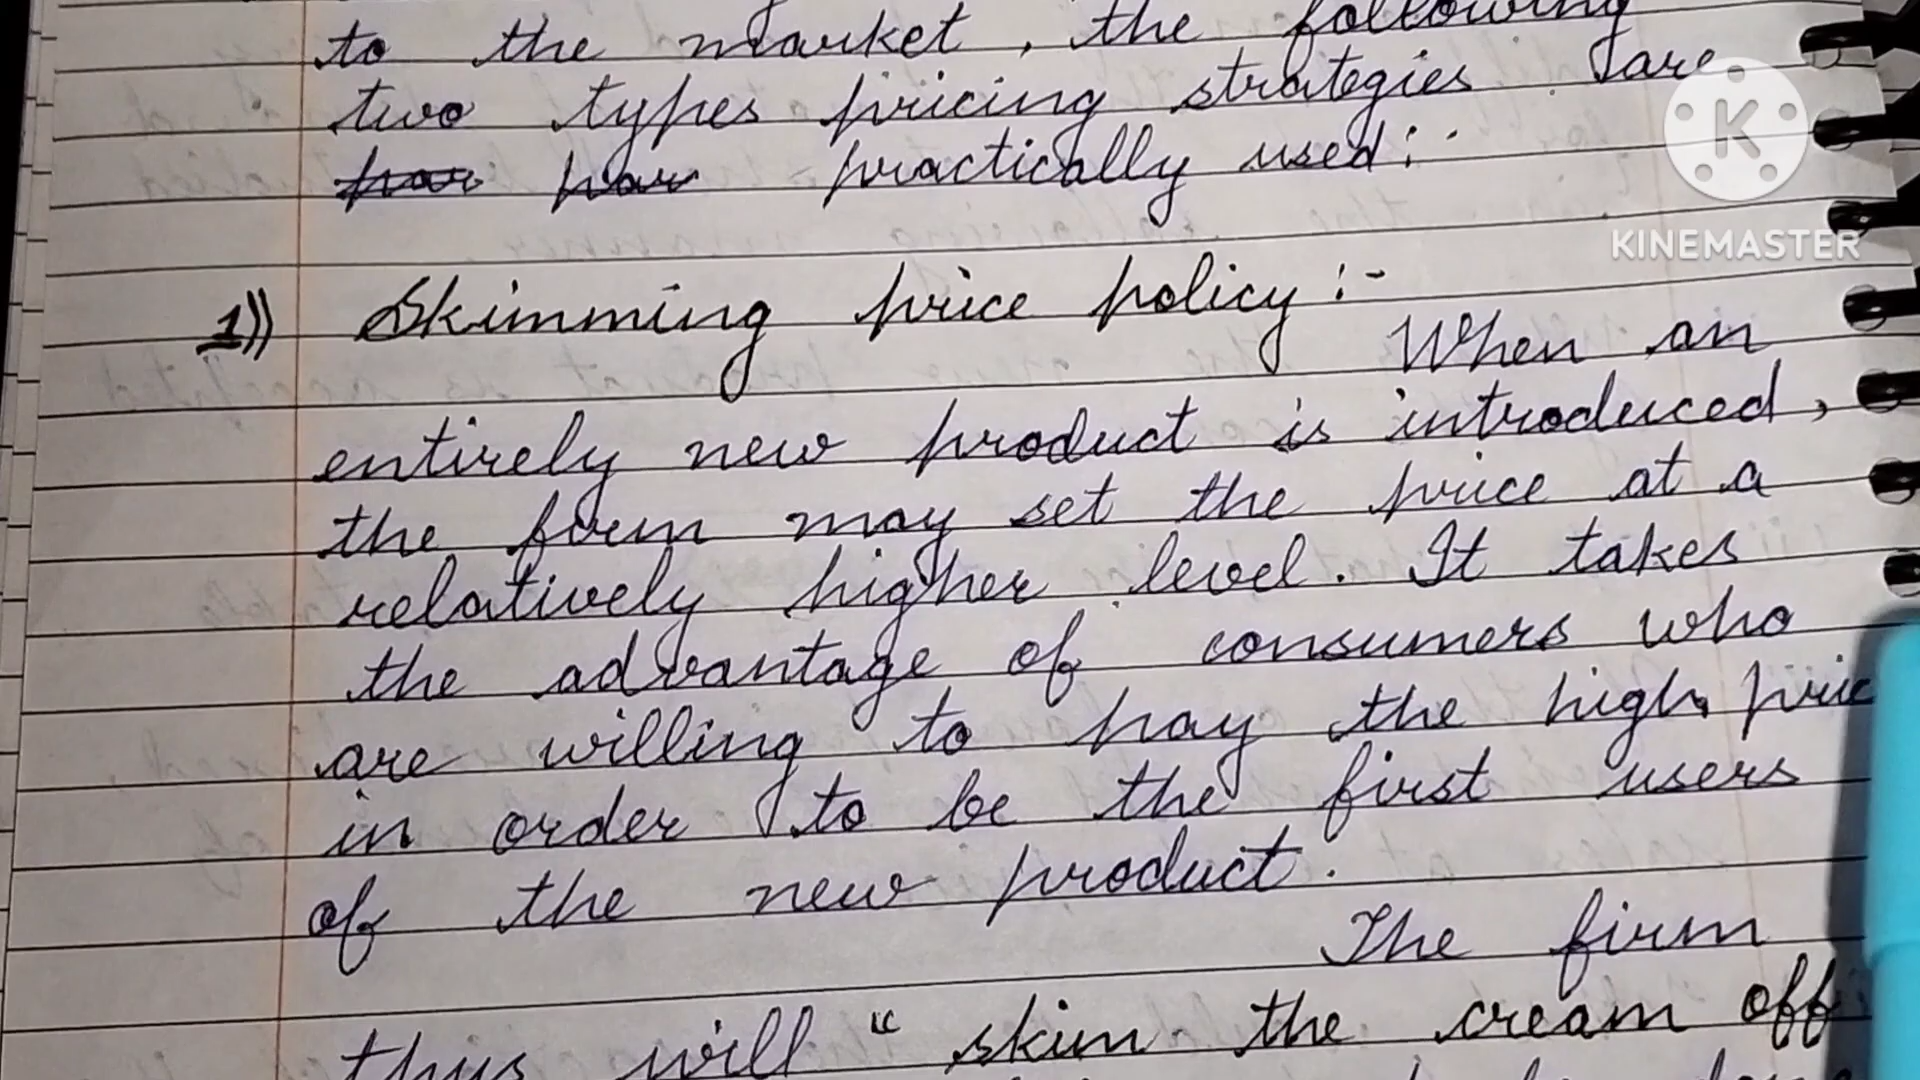 to the market, the following
two types pricing strategies are
practically used:
K
KINEMASTER
1)) Skimming price policy :-
When an
entirely new product is introduced,
the firm may set the price at a
relatively higher level. It takes
the advantage of consumers who
are willing to pay the high pric
in order to be the first users
of the new product.
The firm
thus will " skim the cream off